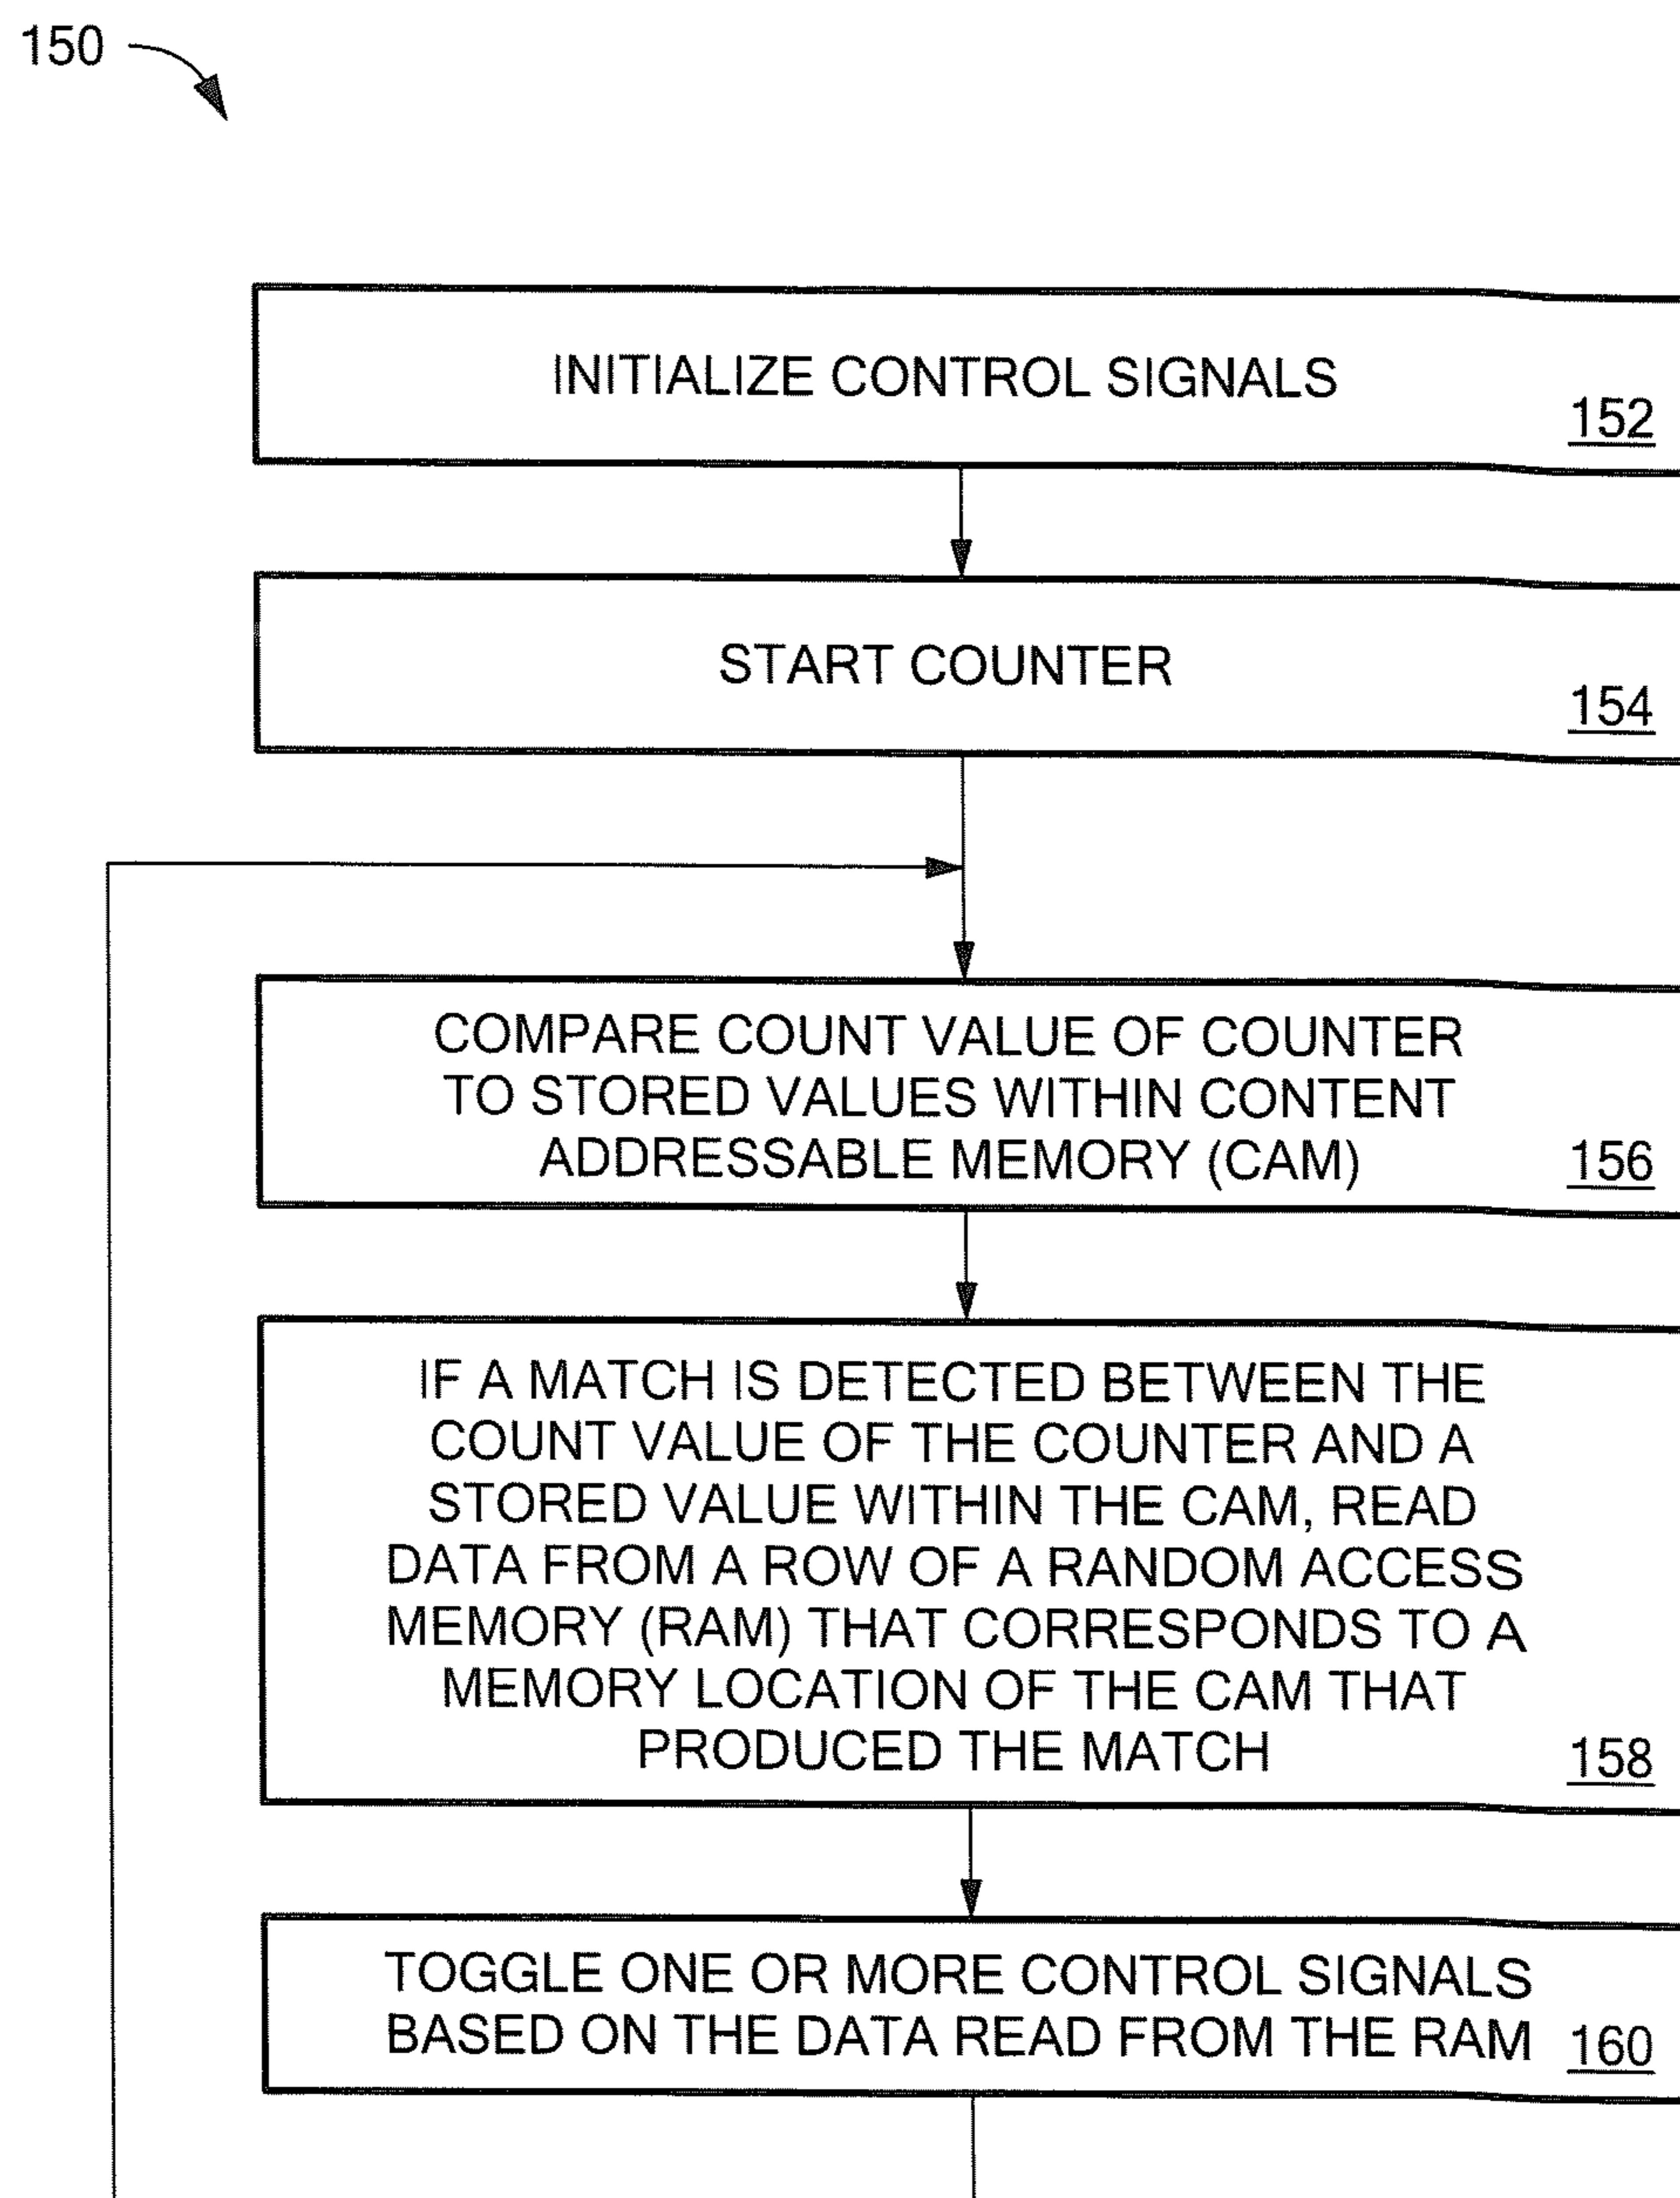 150
INITIALIZE CONTROL SIGNALS
152
START COUNTER
154
COMPARE COUNT VALUE OF COUNTER
TO STORED VALUES WITHIN CONTENT
ADDRESSABLE MEMORY (CAM)
156
IF A MATCH IS DETECTED BETWEEN THE
COUNT VALUE OF THE COUNTER AND A
STORED VALUE WITHIN THE CAM, READ
DATA FROM A ROW OF A RANDOM ACCESS
MEMORY (RAM) THAT CORRESPONDS TO A
MEMORY LOCATION OF THE CAM THAT
PRODUCED THE MATCH
158
TOGGLE ONE OR MORE CONTROL SIGNALS
BASED ON THE DATA READ FROM THE RAM
160